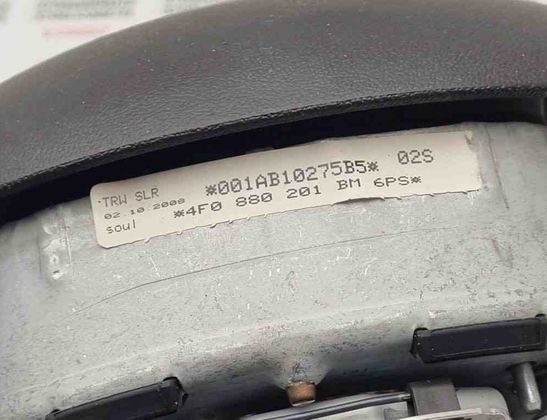 TRW SLR *001AB10275B5* 02S
02.10.2008 *4F0 880 201 BM 6PS*
soul